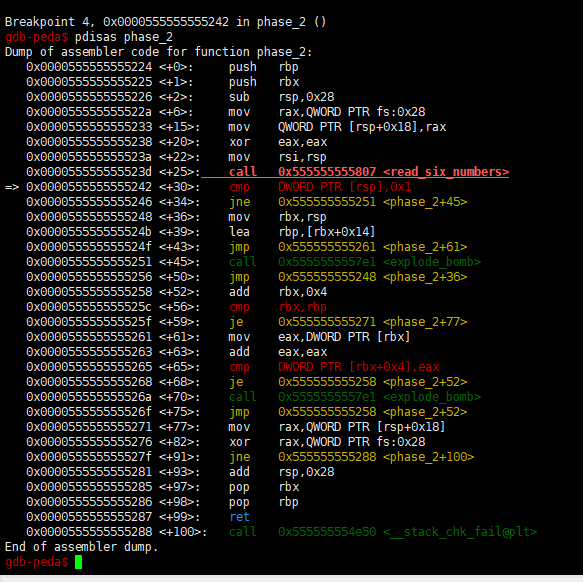 Breakpoint 4, 0x0000555555555242 in phase_2 ()
gdb-peda$ pdisas phase_2
Dump of assembler code for function phase_2:
   0x0000555555555224 <+0>:     push   rbp
   0x0000555555555225 <+1>:     push   rbx
   0x0000555555555226 <+2>:     sub    rsp,0x28
   0x000055555555522a <+6>:     mov    rax,QWORD PTR fs:0x28
   0x0000555555555233 <+15>:    mov    QWORD PTR [rsp+0x18],rax
   0x0000555555555238 <+20>:    xor    eax,eax
   0x000055555555523a <+22>:    mov    rsi,rsp
   0x000055555555523d <+25>:    call   0x555555555807 <read_six_numbers>
=> 0x0000555555555242 <+30>:    cmp    DWORD PTR [rsp],0x1
   0x0000555555555246 <+34>:    jne    0x555555555251 <phase_2+45>
   0x0000555555555248 <+36>:    mov    rbx,rsp
   0x000055555555524b <+39>:    lea    rbp,[rbx+0x14]
   0x000055555555524f <+43>:    jmp    0x555555555261 <phase_2+61>
   0x0000555555555251 <+45>:    call   0x5555555557e1 <explode_bomb>
   0x0000555555555256 <+50>:    jmp    0x555555555248 <phase_2+36>
   0x0000555555555258 <+52>:    add    rbx,0x4
   0x000055555555525c <+56>:    cmp    rbx,rbp
   0x000055555555525f <+59>:    je     0x555555555271 <phase_2+77>
   0x0000555555555261 <+61>:    mov    eax,DWORD PTR [rbx]
   0x0000555555555263 <+63>:    add    eax,eax
   0x0000555555555265 <+65>:    cmp    DWORD PTR [rbx+0x4],eax
   0x0000555555555268 <+68>:    je     0x555555555258 <phase_2+52>
   0x000055555555526a <+70>:    call   0x5555555557e1 <explode_bomb>
   0x000055555555526f <+75>:    jmp    0x555555555258 <phase_2+52>
   0x0000555555555271 <+77>:    mov    rax,QWORD PTR [rsp+0x18]
   0x0000555555555276 <+82>:    xor    rax,QWORD PTR fs:0x28
   0x000055555555527f <+91>:    jne    0x555555555288 <phase_2+100>
   0x0000555555555281 <+93>:    add    rsp,0x28
   0x0000555555555285 <+97>:    pop    rbx
   0x0000555555555286 <+98>:    pop    rbp
   0x0000555555555287 <+99>:    ret
   0x0000555555555288 <+100>:   call   0x555555554e50 <__stack_chk_fail@plt>
End of assembler dump.
gdb-peda$